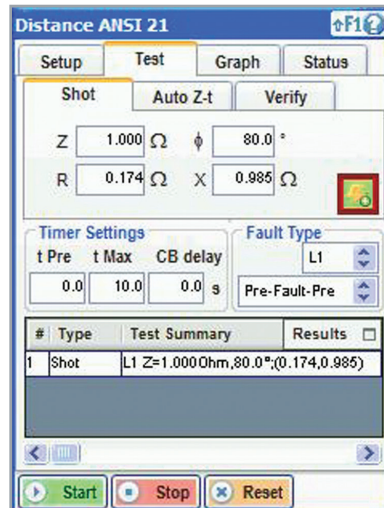 Distance ANSI 21 ⇧F1?
Setup Test Graph Status
Shot Auto Z-t Verify
Z 1.000 Ω ϕ 80.0 °
R 0.174 Ω X 0.985 Ω
Timer Settings Fault Type
t Pre t Max CB delay L1
0.0 10.0 0.0 s Pre-Fault-Pre
# Type Test Summary Results
1 Shot L1 Z=1.000Ohm,80.0°;(0.174,0.985)
Start Stop Reset